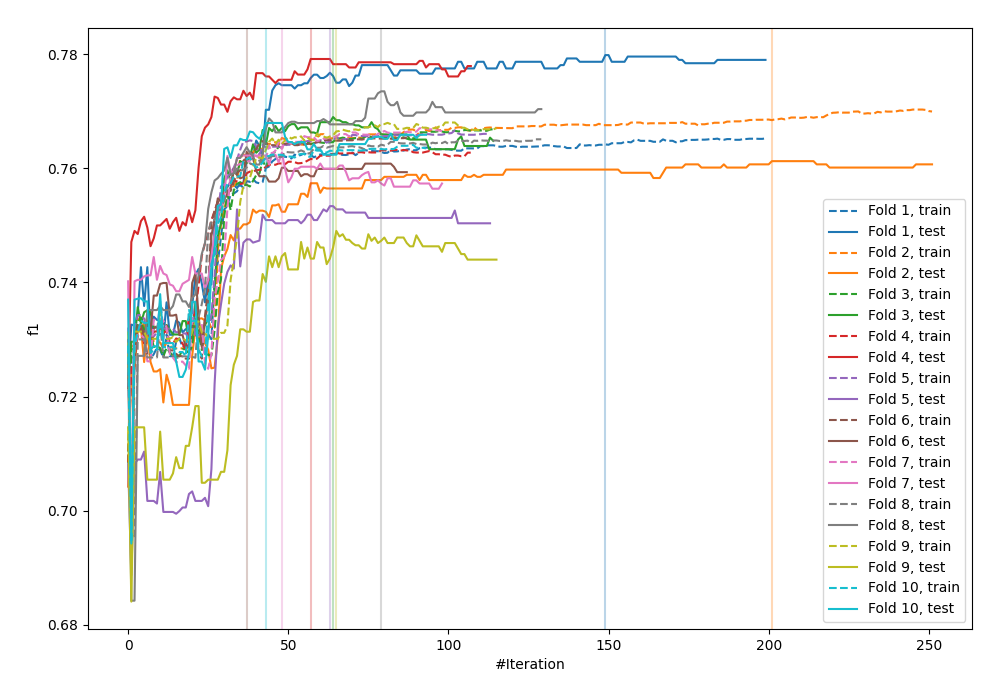 0.78
0.76
0.74
0.72
0.70
0.68
f1
0
50
100
150
200
250
#Iteration
Fold 1, train
Fold 1, test
Fold 2, train
Fold 2, test
Fold 3, train
Fold 3, test
Fold 4, train
Fold 4, test
Fold 5, train
Fold 5, test
Fold 6, train
Fold 6, test
Fold 7, train
Fold 7, test
Fold 8, train
Fold 8, test
Fold 9, train
Fold 9, test
Fold 10, train
Fold 10, test